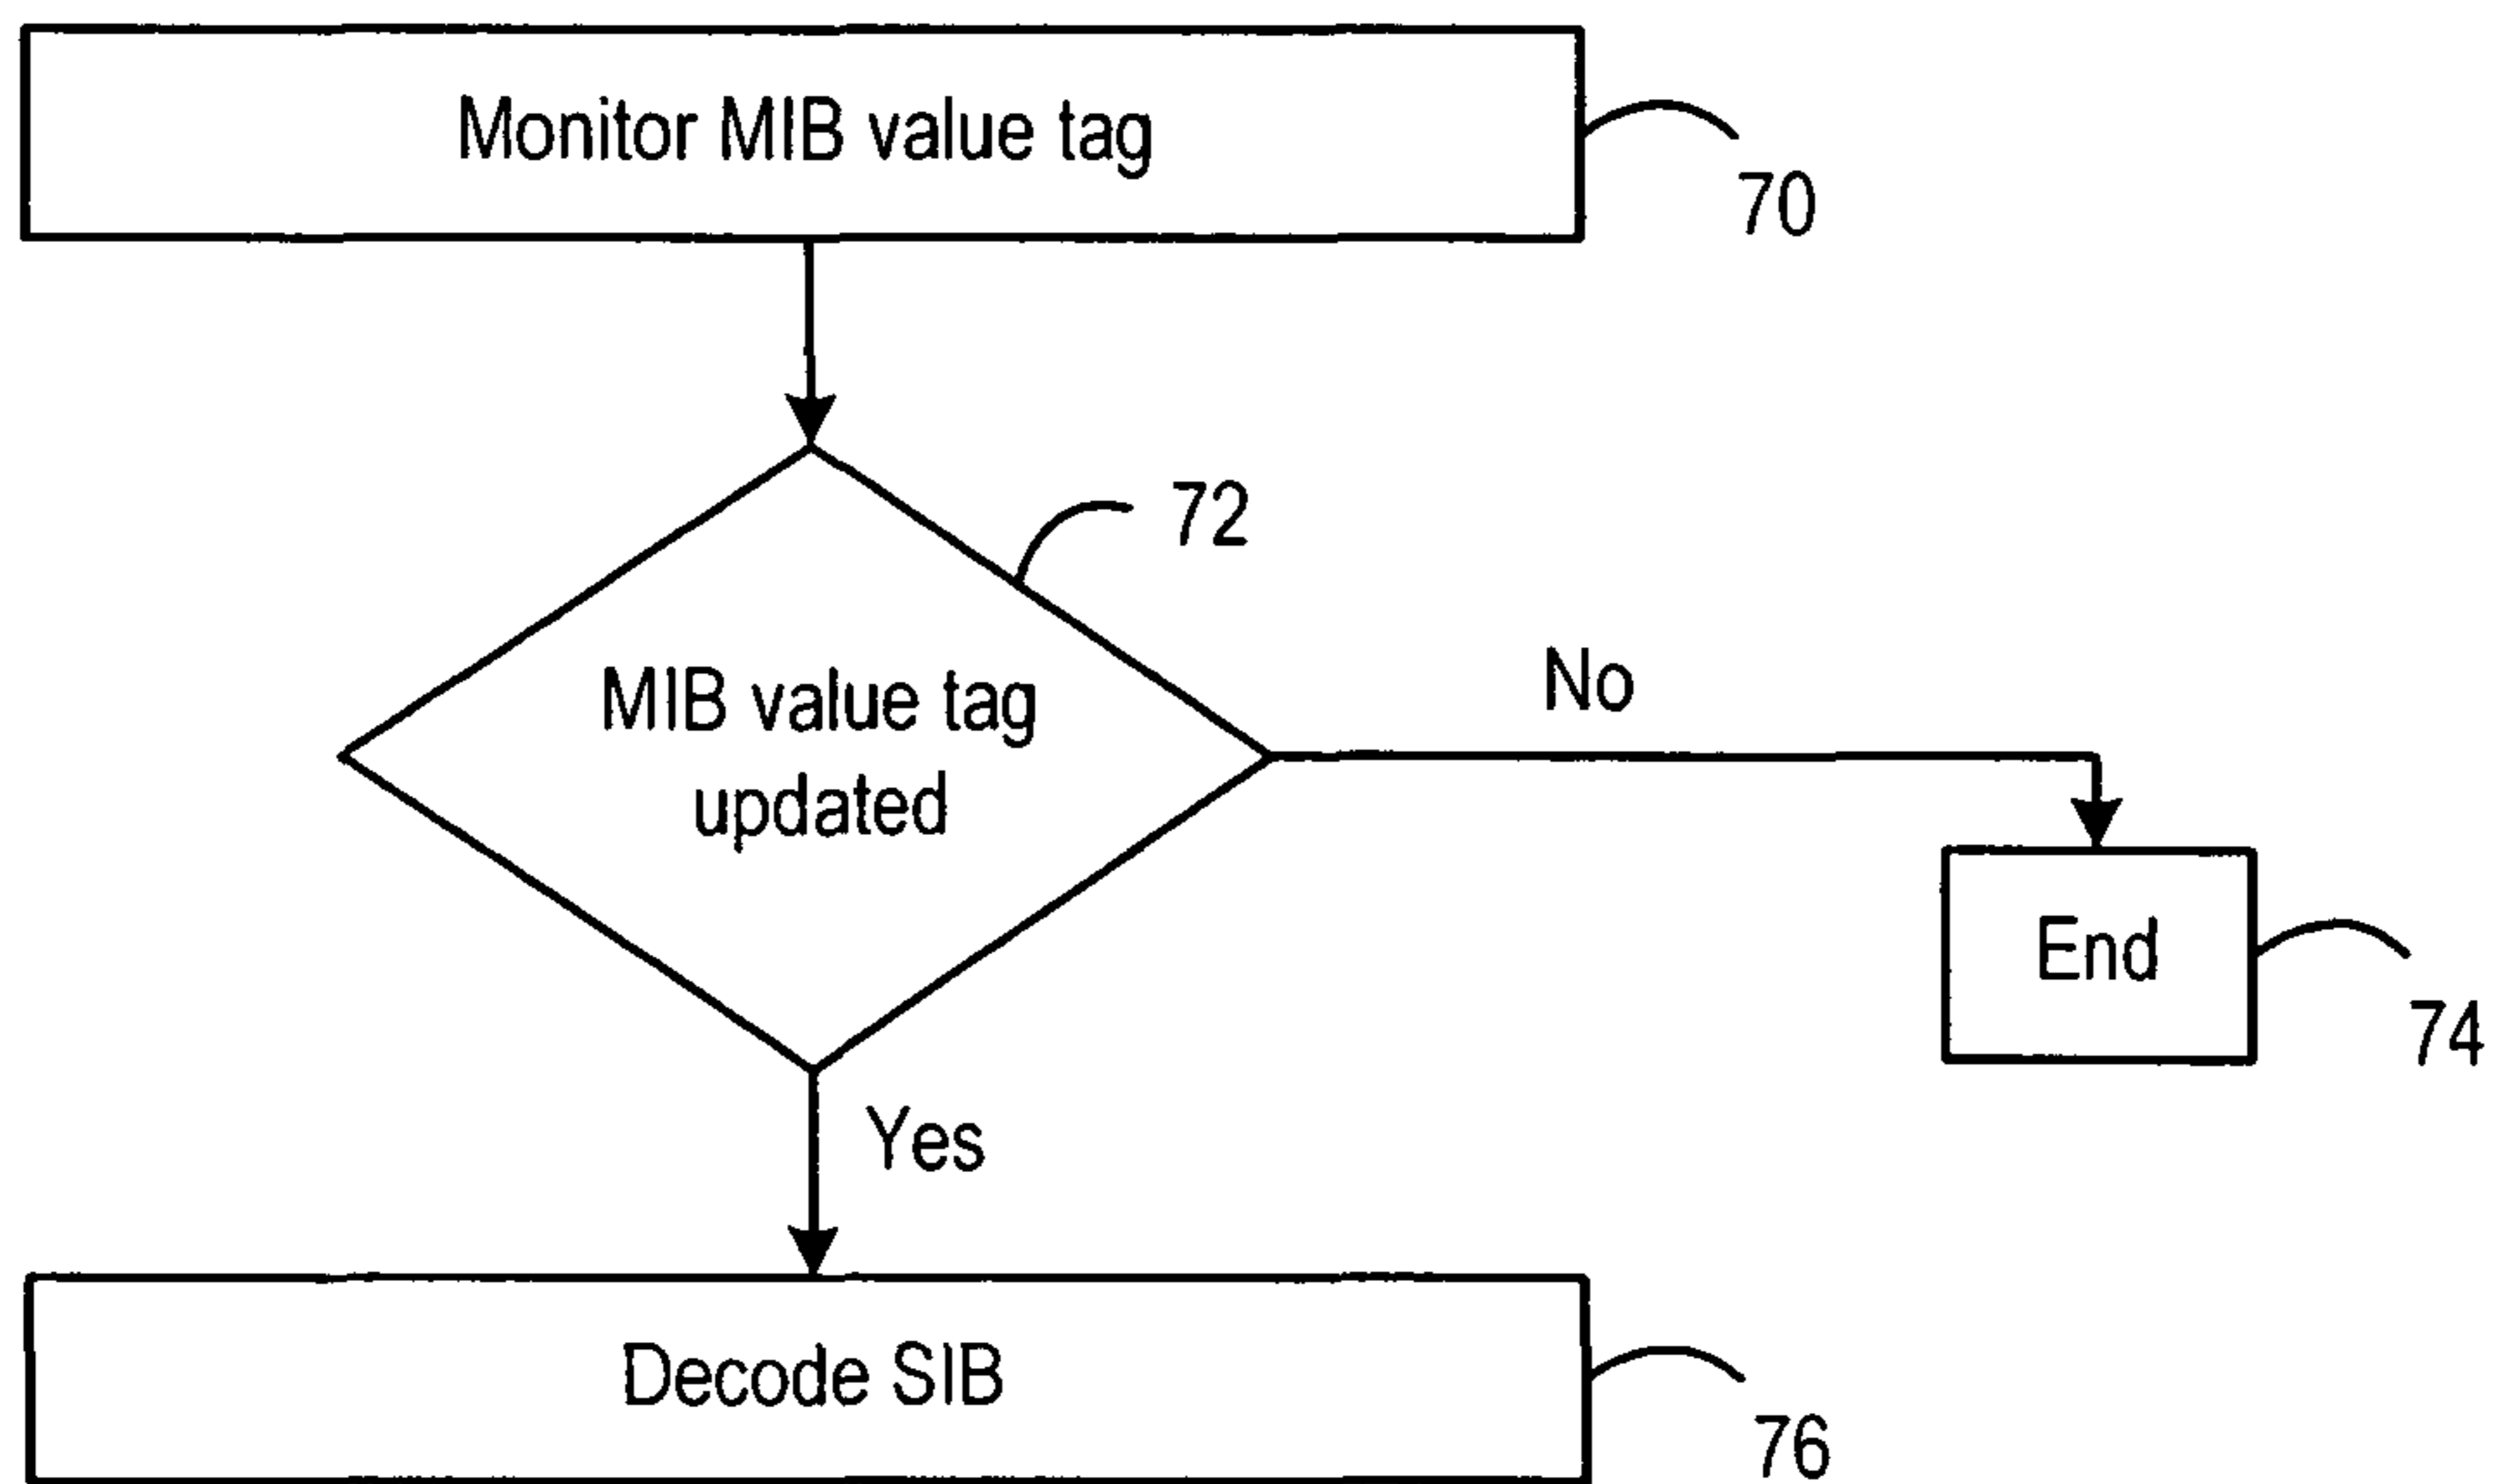 Monitor MIB value tag
70
72
MIB value tag
updated
No
End
74
Yes
Decode SIB
76